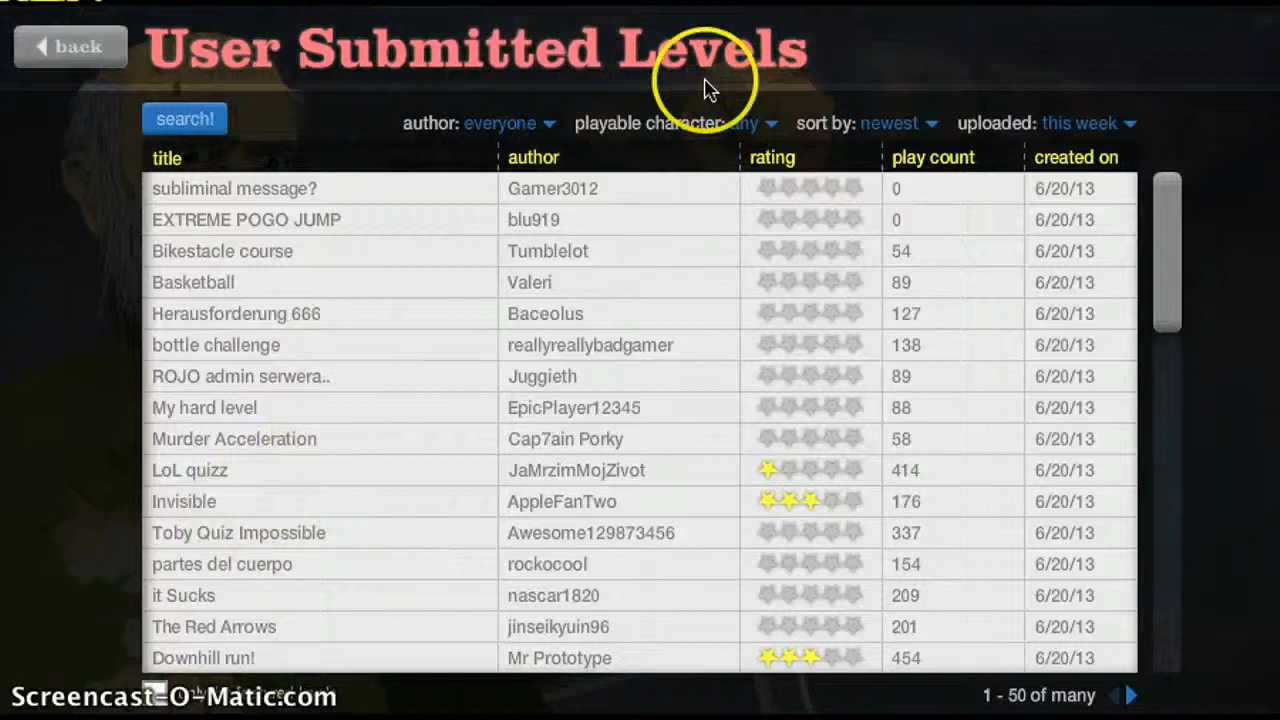 back
User Submitted Levels
search!
author: everyone playable character: any sort by: newest uploaded: this week
title author rating play count created on
subliminal message? Gamer3012 0 6/20/13
EXTREME POGO JUMP blu919 0 6/20/13
Bikestacle course Tumblelot 54 6/20/13
Basketball Valeri 89 6/20/13
Herausforderung 666 Baceolus 127 6/20/13
bottle challenge reallyreallybadgamer 138 6/20/13
ROJO admin serwera.. Juggieth 89 6/20/13
My hard level EpicPlayer12345 88 6/20/13
Murder Acceleration Cap7ain Porky 58 6/20/13
LoL quizz JaMrzimMojZivot 414 6/20/13
Invisible AppleFanTwo 176 6/20/13
Toby Quiz Impossible Awesome129873456 337 6/20/13
partes del cuerpo rockocool 154 6/20/13
it Sucks nascar1820 209 6/20/13
The Red Arrows jinseikyuin96 201 6/20/13
Downhill run! Mr Prototype 454 6/20/13
Screencast-O-Matic.com
1 - 50 of many